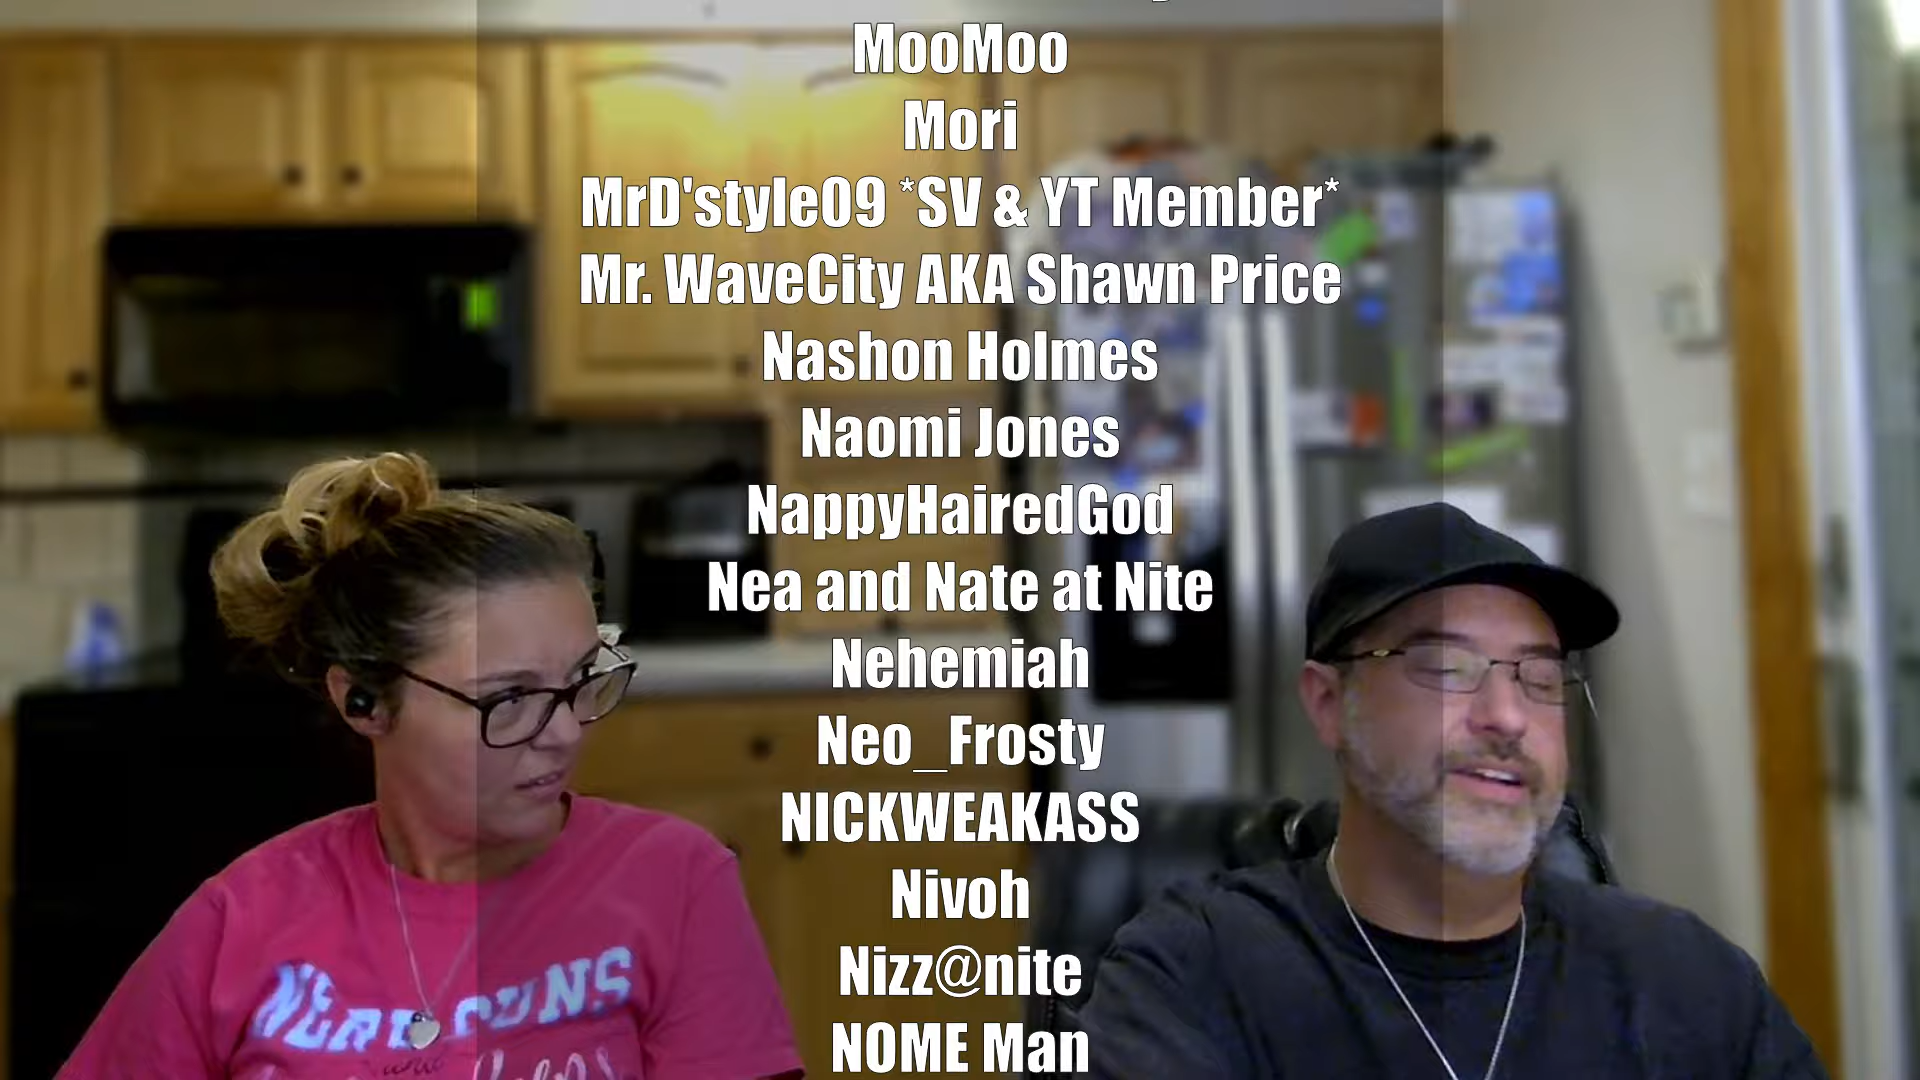 MooMoo
Mori
MrD'style09 *SV & YT Member*
Mr. WaveCity AKA Shawn Price
Nashon Holmes
Naomi Jones
NappyHairedGod
Nea and Nate at Nite
Nehemiah
Neo_Frosty
NICKWEAKASS
Nivoh
Nizz@nite
NOME Man